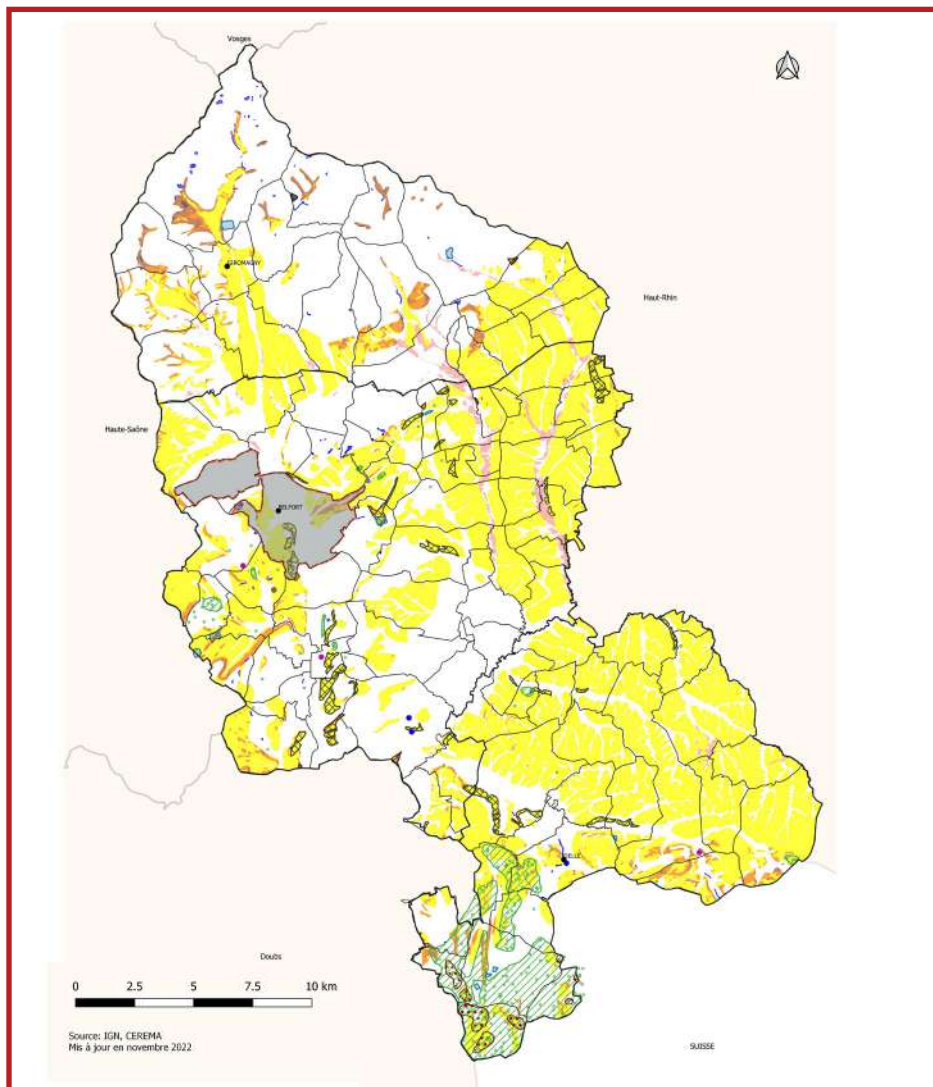 Vosges
GIROMAGNY
Haut-Rhin
Haute-Saône
BELFORT
DELLE
Doubs
0 2.5 5 7.5 10 km
Source: IGN, CEREMA
Mis à jour en novembre 2022
SUISSE